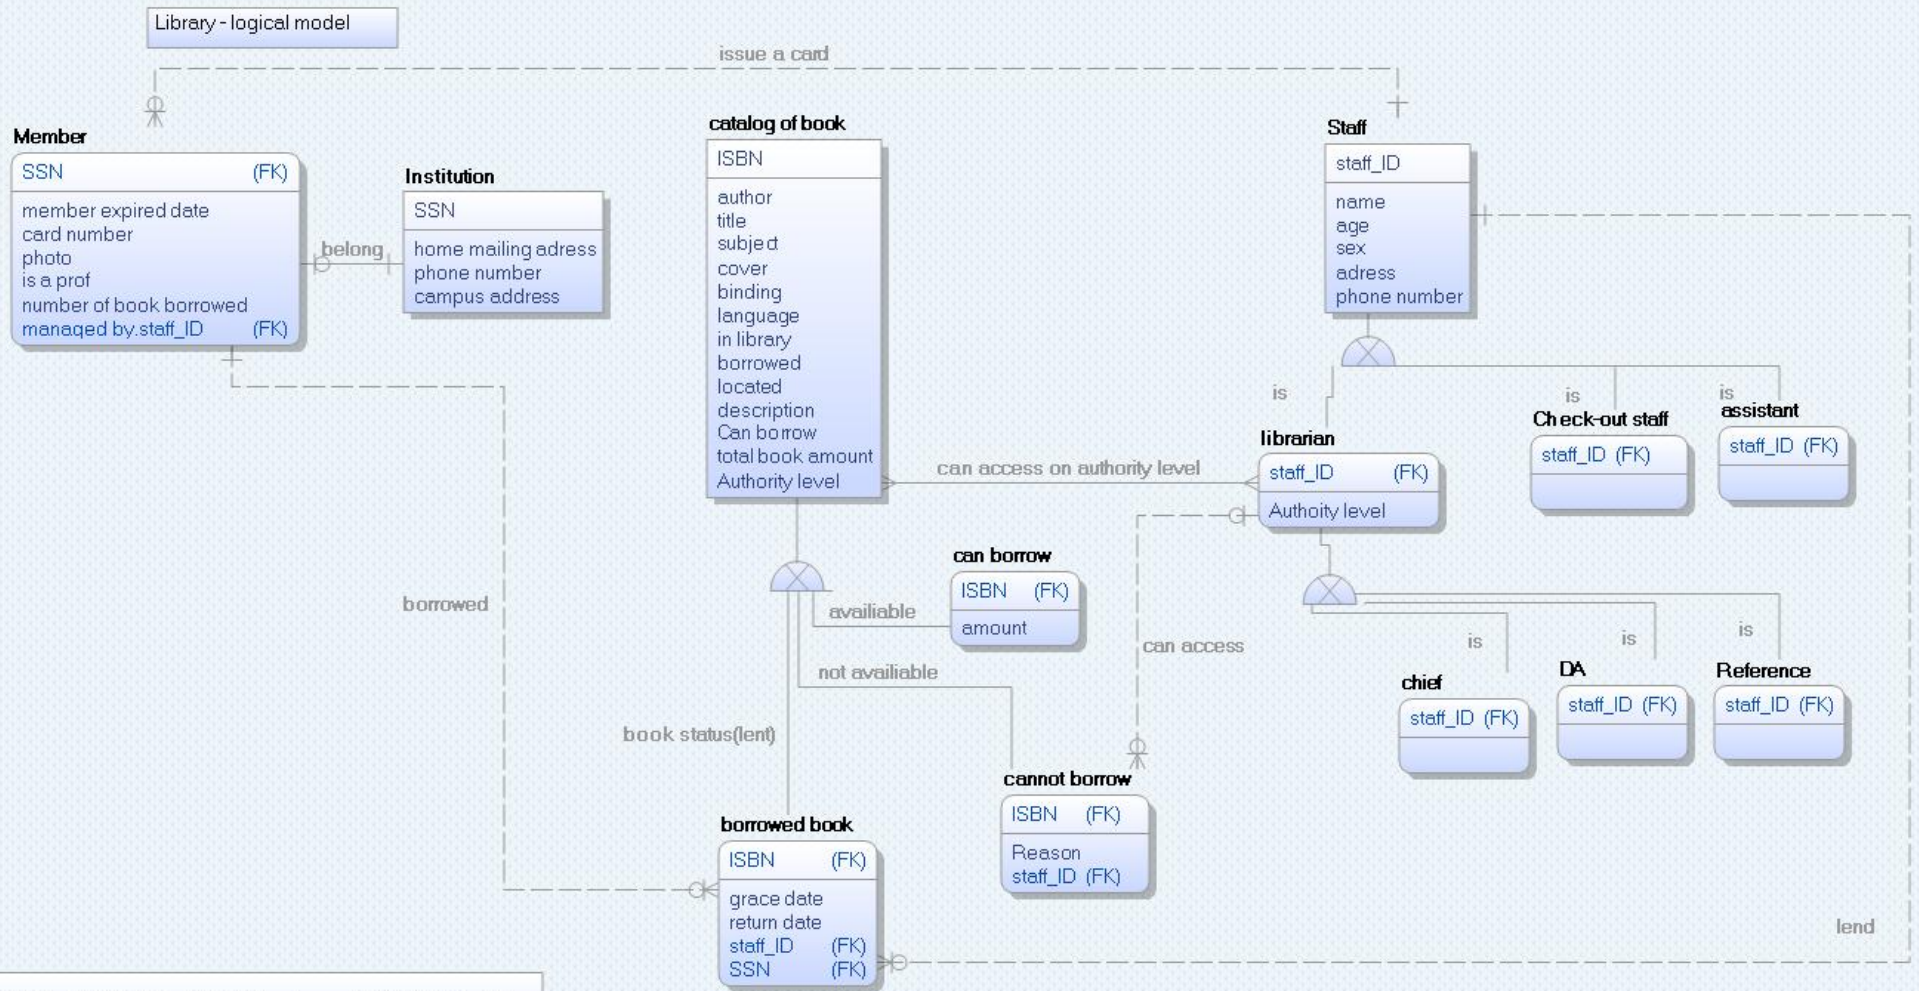 Library - logical model
issue a card
Member
SSN (FK)
member expired date
card number
photo
is a prof
number of book borrowed
managed by.staff_ID (FK)
belong
Institution
SSN
home mailing adress
phone number
campus address
catalog of book
ISBN
author
title
subject
cover
binding
language
in library
borrowed
located
description
Can borrow
total book amount
Authority level
Staff
staff_ID
name
age
sex
adress
phone number
is
is
is
Check-out staff
staff_ID (FK)
assistant
staff_ID (FK)
librarian
staff_ID (FK)
Authoity level
can access on authority level
can borrow
ISBN (FK)
amount
availiable
not availiable
can access
borrowed
book status(lent)
is
is
is
chief
staff_ID (FK)
DA
staff_ID (FK)
Reference
staff_ID (FK)
cannot borrow
ISBN (FK)
Reason
staff_ID (FK)
borrowed book
ISBN (FK)
grace date
return date
staff_ID (FK)
SSN (FK)
lend